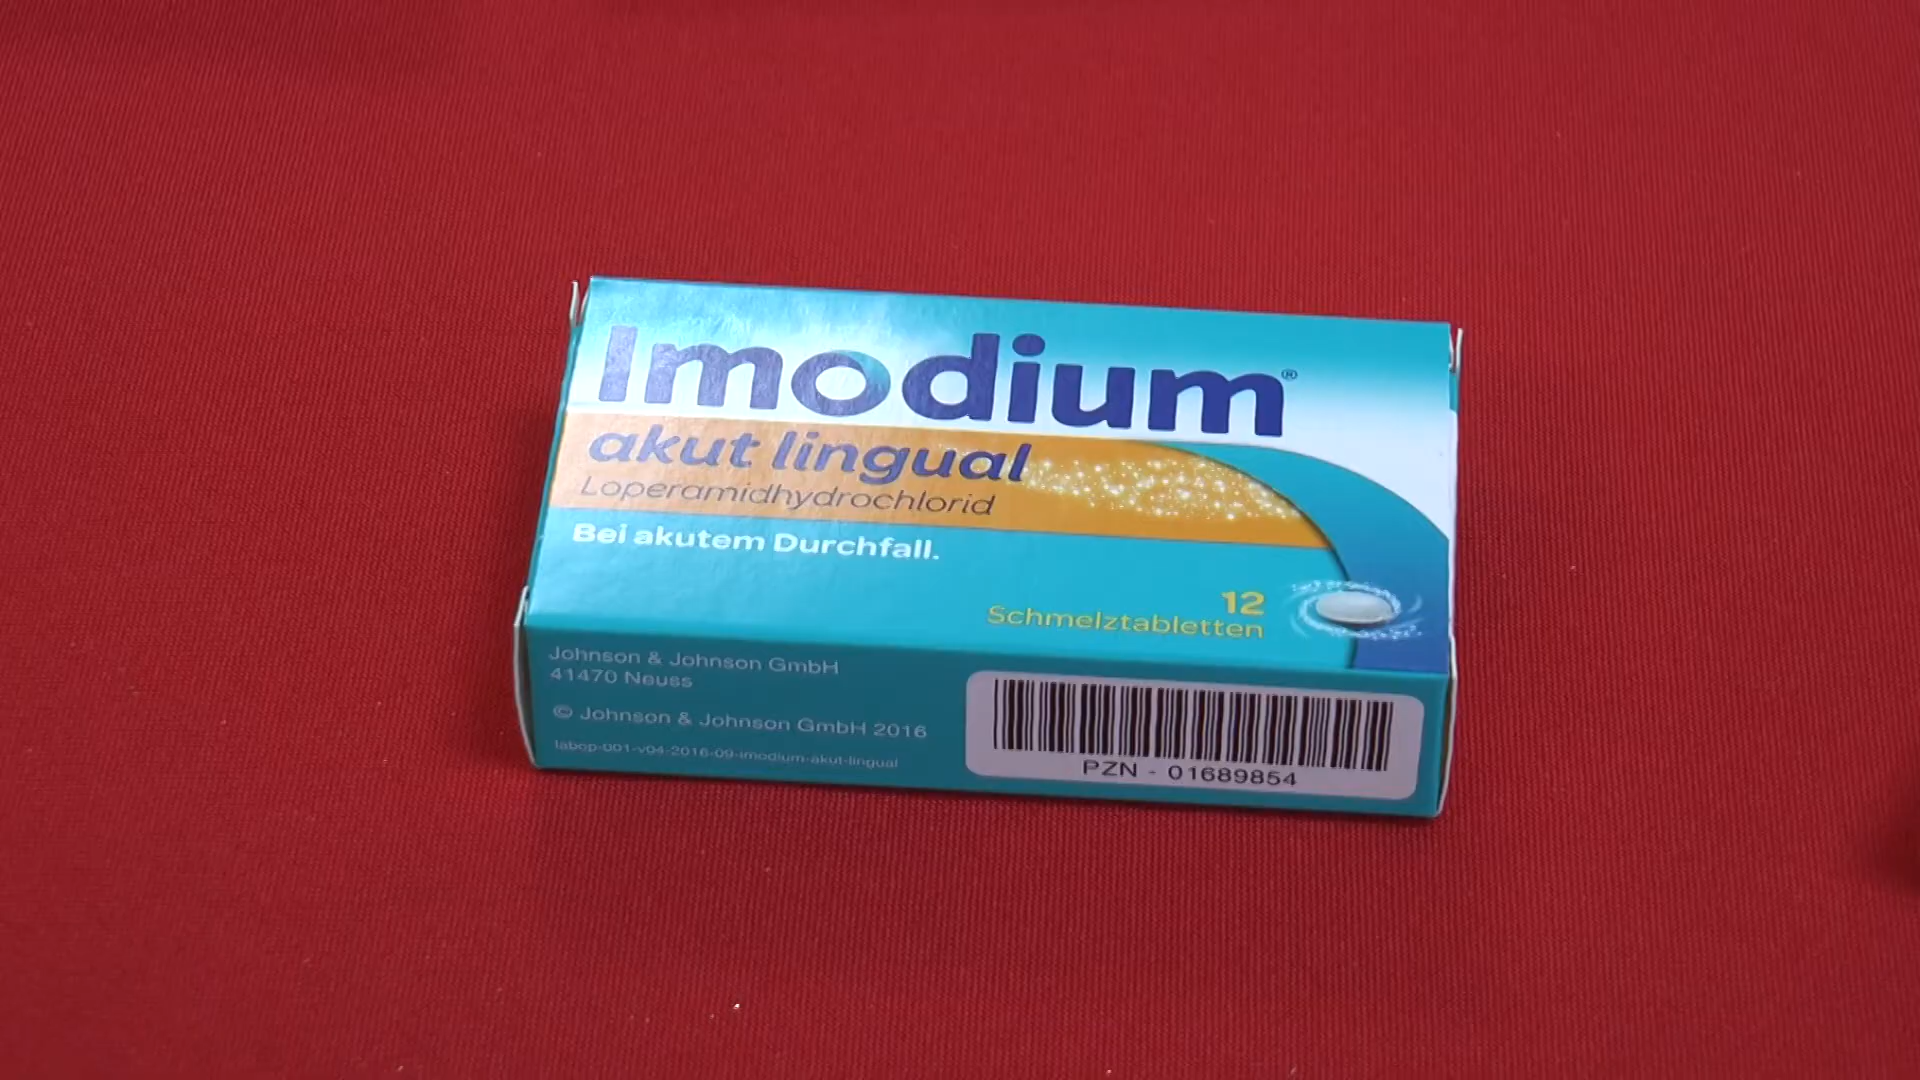 Imodium®
akut lingual
Loperamidhydrochlorid
Bei akutem Durchfall.
12
Schmelztabletten
Johnson & Johnson GmbH
41470 Neuss
© Johnson & Johnson GmbH 2016
labop-001-v04-2016-09-imodium-akut-lingual
PZN - 01689854